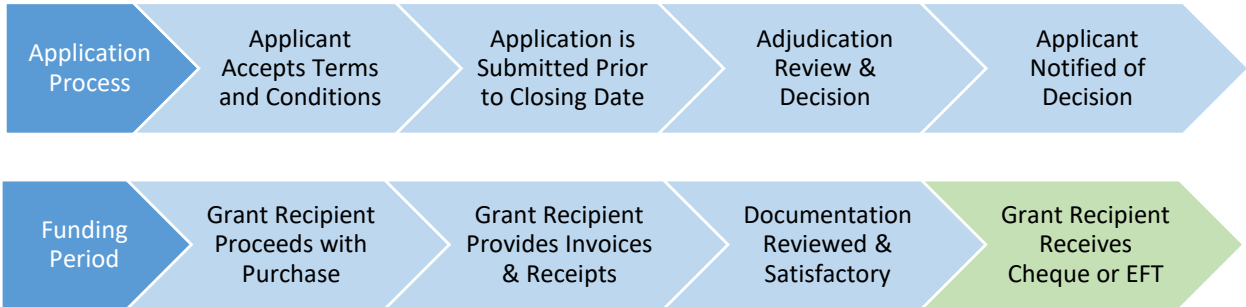 Application
Process
Applicant
Accepts Terms
and Conditions
Application is
Submitted Prior
to Closing Date
Adjudication
Review &
Decision
Applicant
Notified of
Decision
Funding
Period
Grant Recipient
Proceeds with
Purchase
Grant Recipient
Provides Invoices
& Receipts
Documentation
Reviewed &
Satisfactory
Grant Recipient
Receives
Cheque or EFT